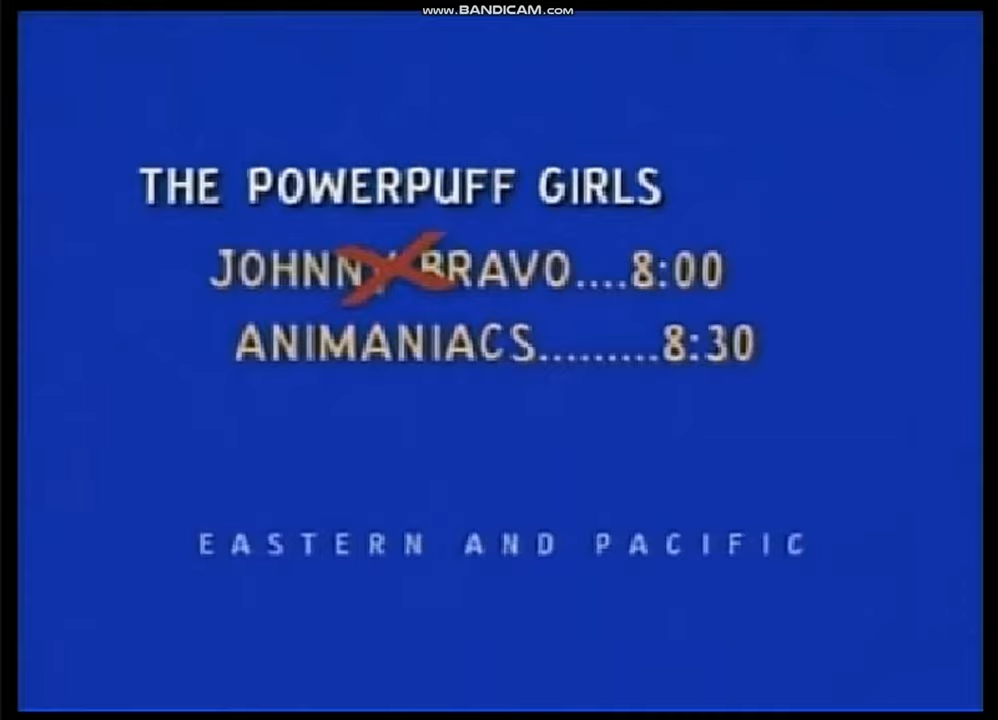 www.BANDICAM.com
THE POWERPUFF GIRLS
JOHNNY BRAVO....8:00
ANIMANIACS.........8:30
EASTERN AND PACIFIC